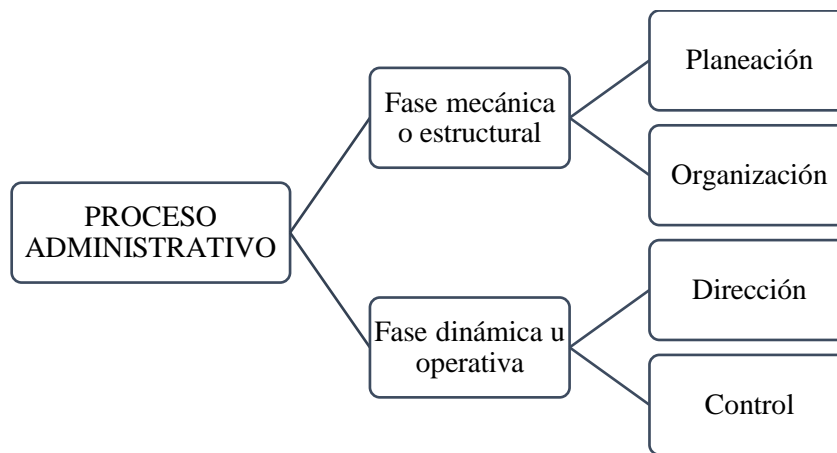 PROCESO
ADMINISTRATIVO
Fase mecánica
o estructural
Planeación
Organización
Fase dinámica u
operativa
Dirección
Control